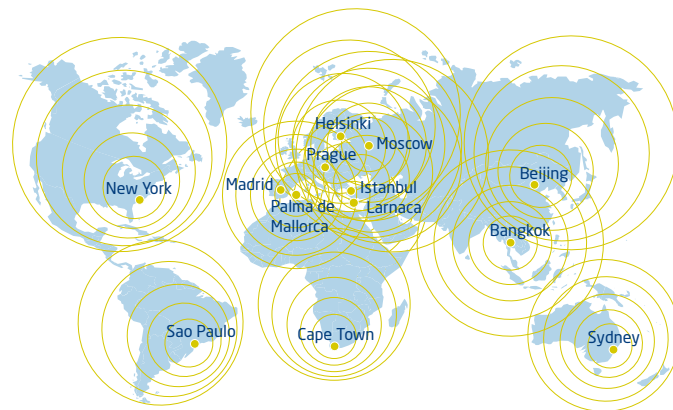 Helsinki
Moscow
Prague
Madrid
Istanbul
Larnaca
Palma de
Mallorca
New York
Beijing
Bangkok
Sao Paulo
Cape Town
Sydney